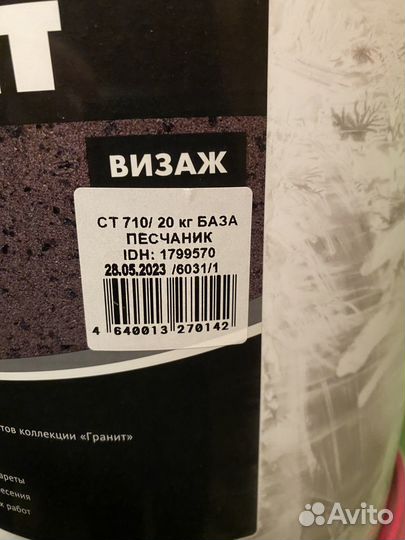 ВИЗАЖ
СТ 710/ 20 кг БАЗА
ПЕСЧАНИК
IDH: 1799570
28.05.2023 /6031/1
4 640013 270142
коллекции «Гранит»
работ
Avito